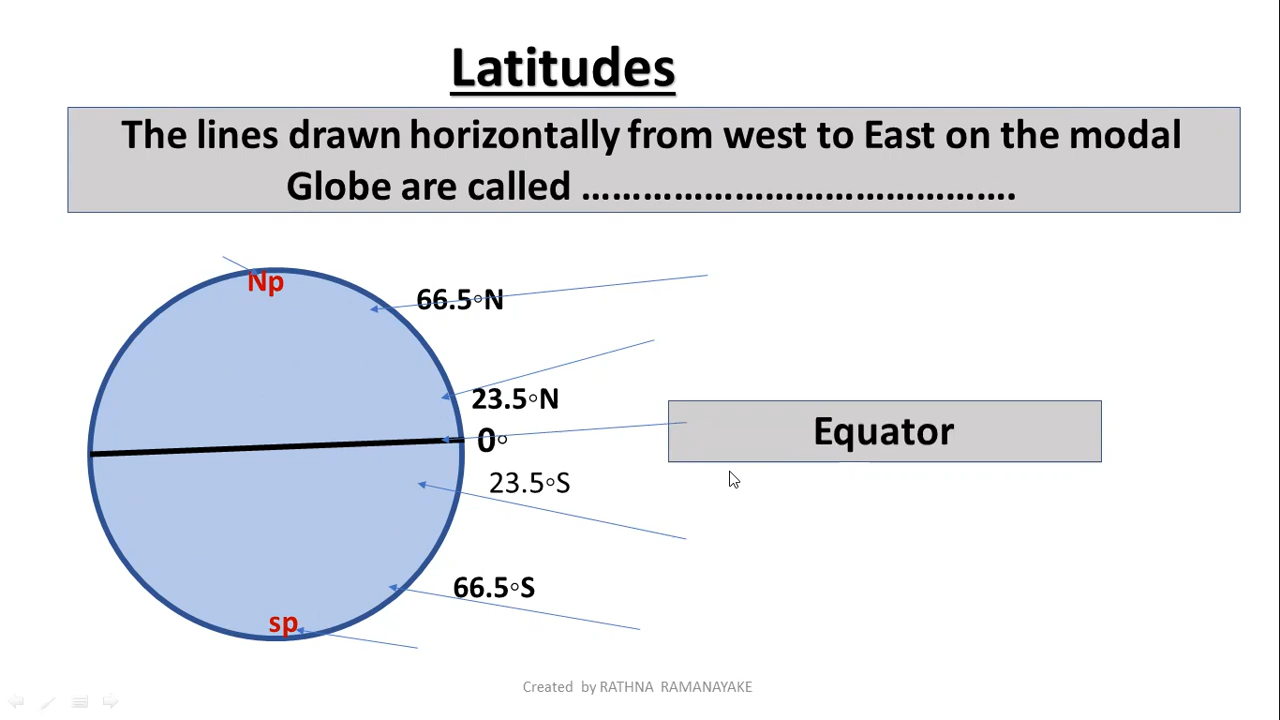 Latitudes
The lines drawn horizontally from west to East on the modal
Globe are called …………………………………….
Np
66.5◦N
23.5◦N
0◦
Equator
23.5◦S
66.5◦S
sp
Created by RATHNA RAMANAYAKE